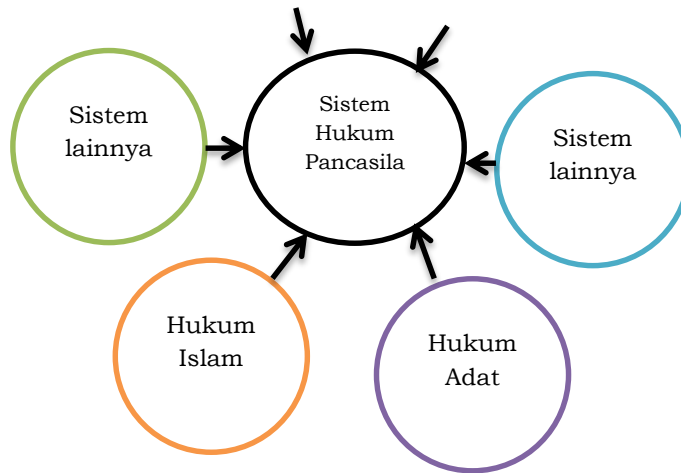 Sistem
lainnya
Sistem
Hukum
Pancasila
Sistem
lainnya
Hukum
Islam
Hukum
Adat